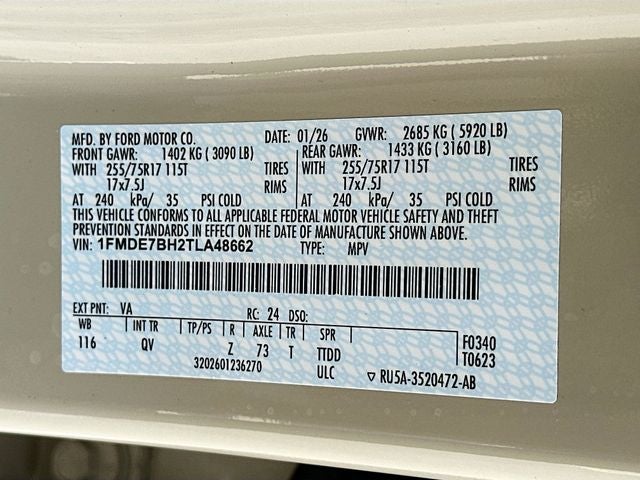 MFD. BY FORD MOTOR CO. DATE: 01/26 GVWR: 2685 KG ( 5920 LB)
FRONT GAWR: 1402 KG ( 3090 LB) REAR GAWR: 1433 KG ( 3160 LB)
WITH 255/75R17 115T TIRES WITH 255/75R17 115T TIRES
17x7.5J RIMS 17x7.5J RIMS
AT 240 kPa/ 35 PSI COLD AT 240 kPa/ 35 PSI COLD
THIS VEHICLE CONFORMS TO ALL APPLICABLE FEDERAL MOTOR VEHICLE SAFETY AND THEFT
PREVENTION STANDARDS IN EFFECT ON THE DATE OF MANUFACTURE SHOWN ABOVE.
VIN: 1FMDE7BH2TLA48662 TYPE: MPV
EXT PNT: VA RC: 24 DSO:
WB INT TR TP/PS R AXLE TR SPR F0340
116 QV Z 73 T TTDD T0623
3202601236270 ULC ▽ RU5A-3520472-AB